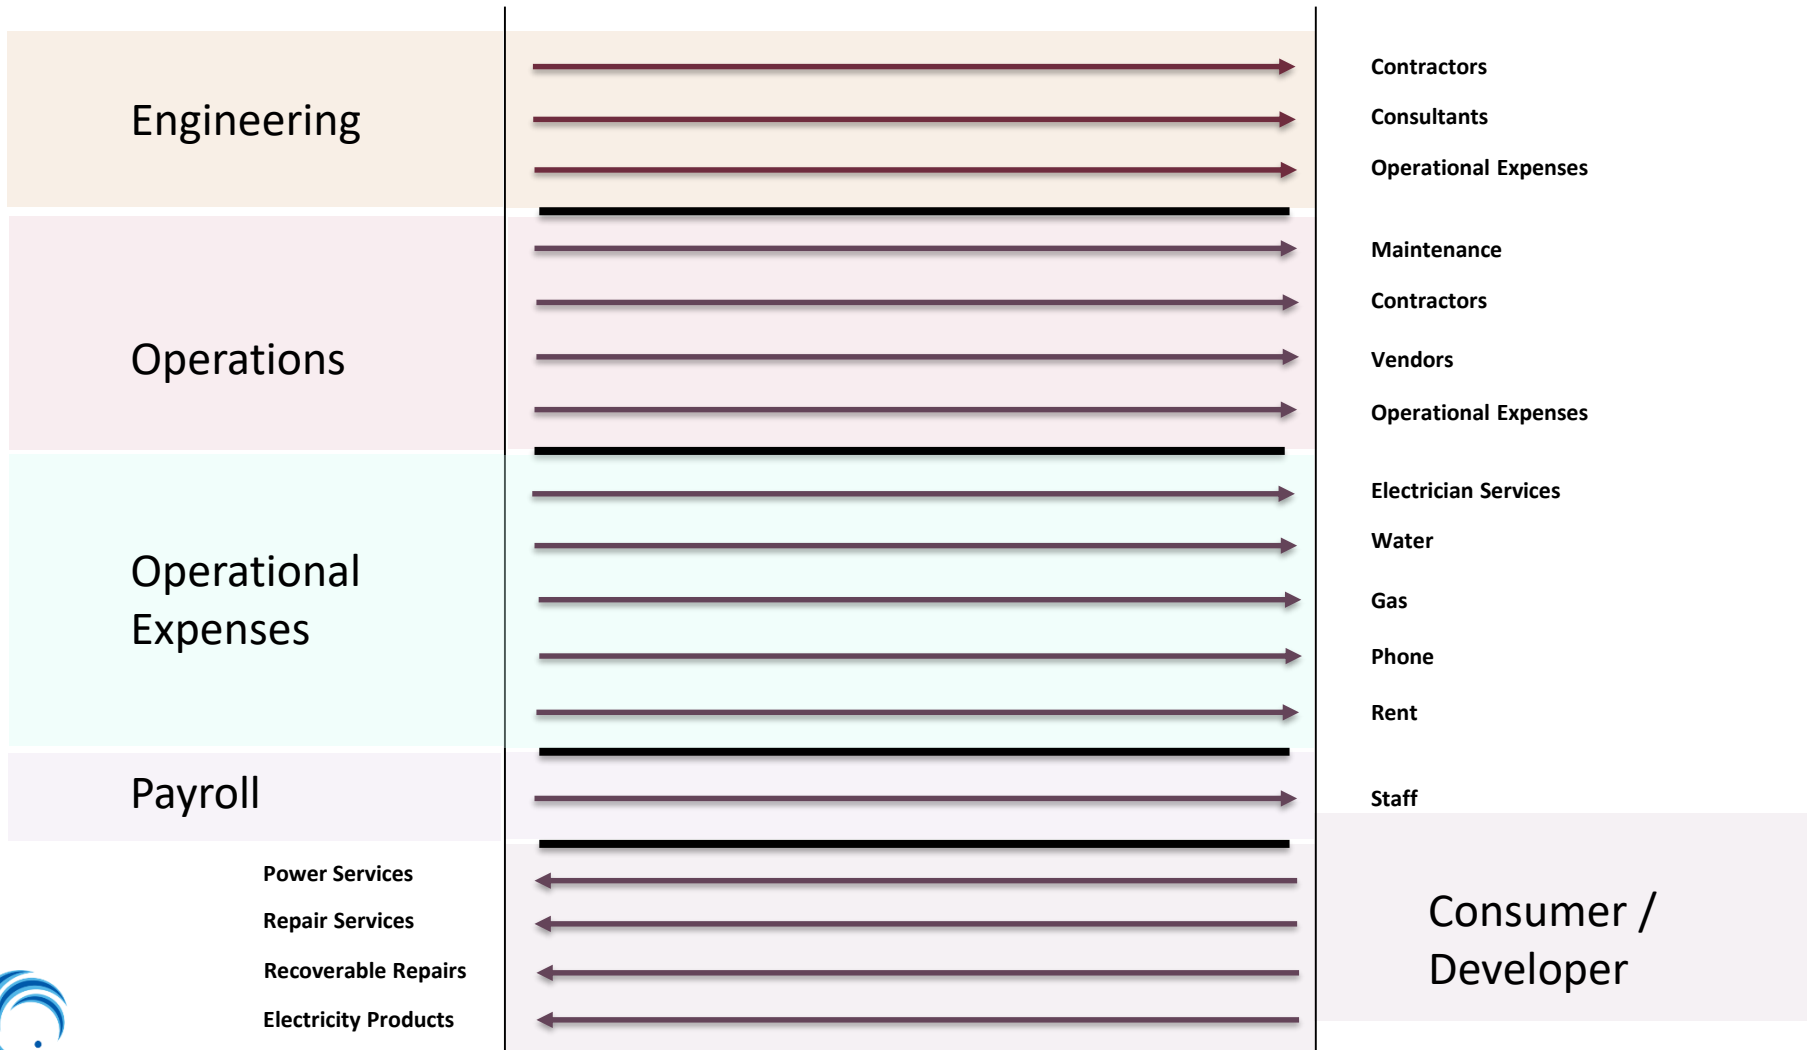 Engineering
Contractors
Consultants
Operational Expenses
Operations
Maintenance
Contractors
Vendors
Operational Expenses
Operational
Expenses
Electrician Services
Water
Gas
Phone
Rent
Payroll
Staff
Power Services
Repair Services
Recoverable Repairs
Electricity Products
Consumer /
Developer